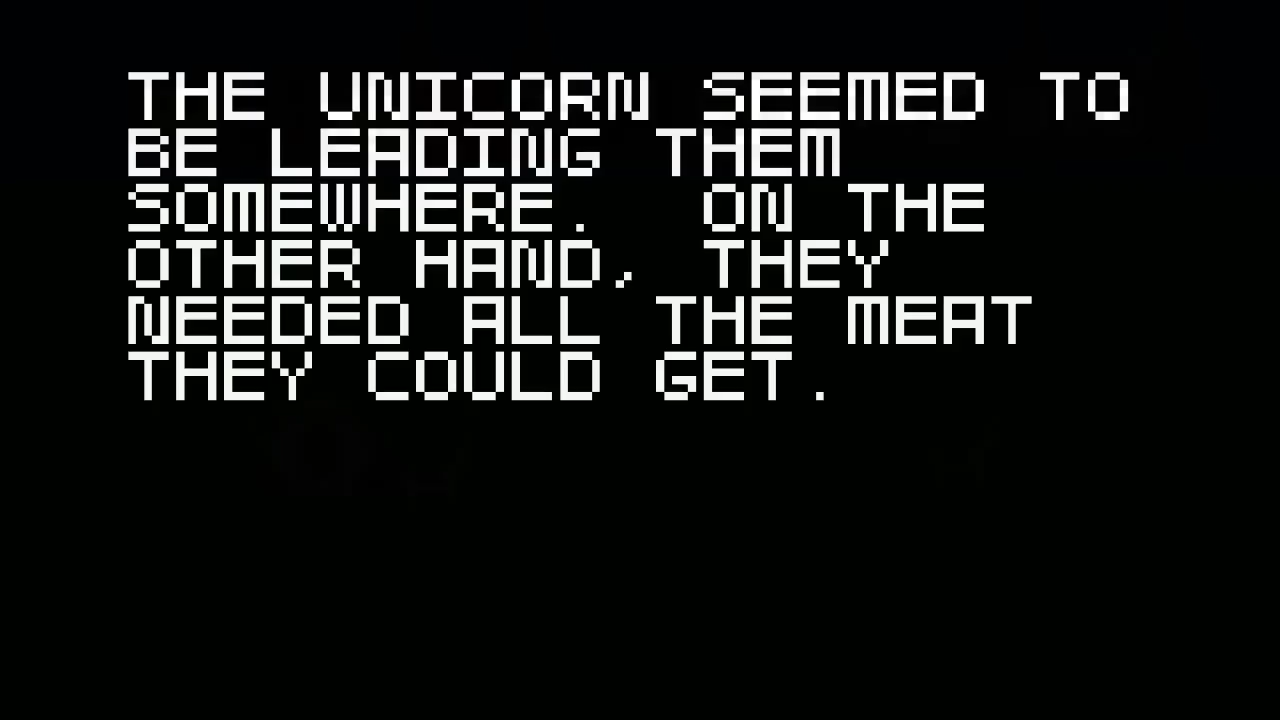 THE UNICORN SEEMED TO
BE LEADING THEM
SOMEWHERE.  ON THE
OTHER HAND, THEY
NEEDED ALL THE MEAT
THEY COULD GET.